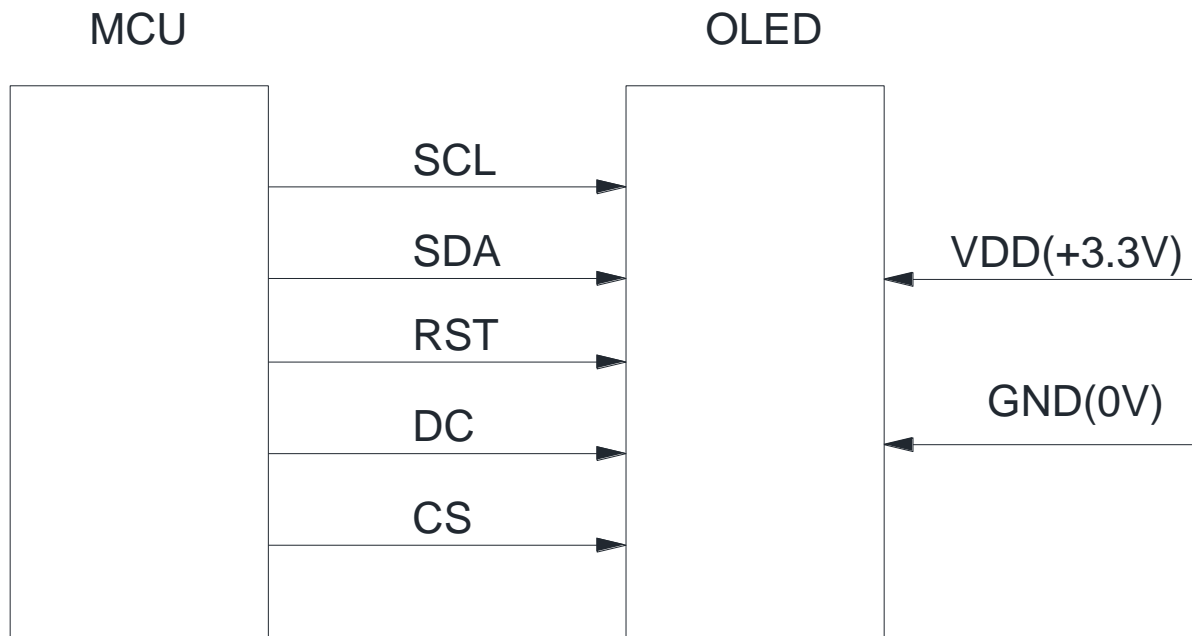 MCU
OLED
SCL
SDA
VDD(+3.3V)
RST
GND(0V)
DC
CS